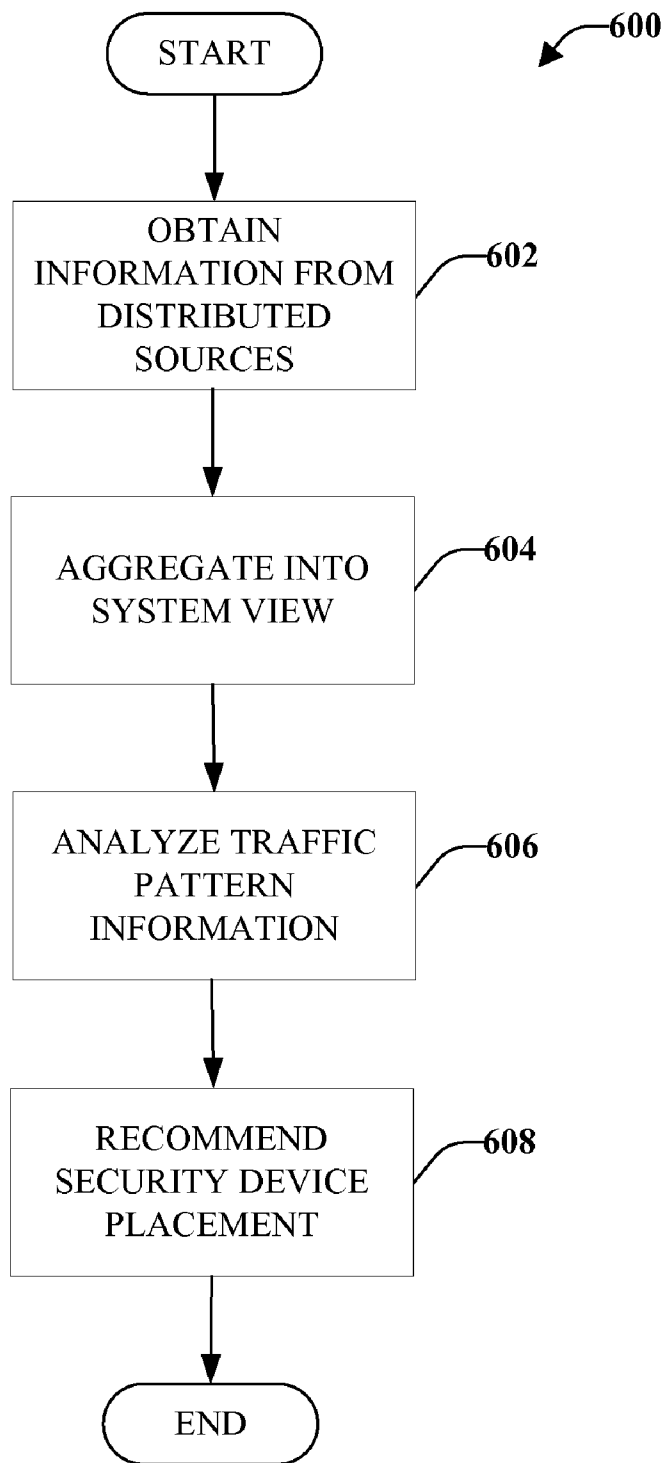 600
START
OBTAIN
INFORMATION FROM
DISTRIBUTED
SOURCES
602
AGGREGATE INTO
SYSTEM VIEW
604
ANALYZE TRAFFIC
PATTERN
INFORMATION
606
RECOMMEND
SECURITY DEVICE
PLACEMENT
608
END